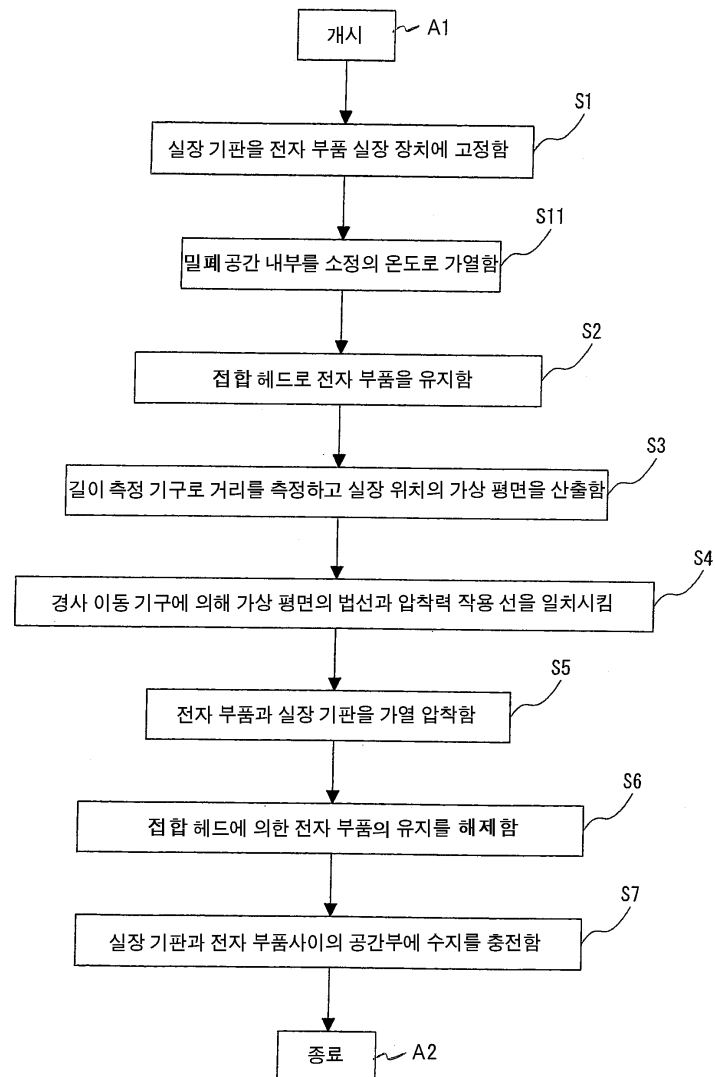 개시
A1
S1
실장 기판을 전자 부품 실장 장치에 고정함
S11
밀폐 공간 내부를 소정의 온도로 가열함
S2
접합 헤드로 전자 부품을 유지함
S3
길이 측정 기구로 거리를 측정하고 실장 위치의 가상 평면을 산출함
S4
경사 이동 기구에 의해 가상 평면의 법선과 압착력 작용 선을 일치시킴
S5
전자 부품과 실장 기판을 가열 압착함
S6
접합 헤드에 의한 전자 부품의 유지를 해제함
S7
실장 기판과 전자 부품사이의 공간부에 수지를 충전함
종료
A2